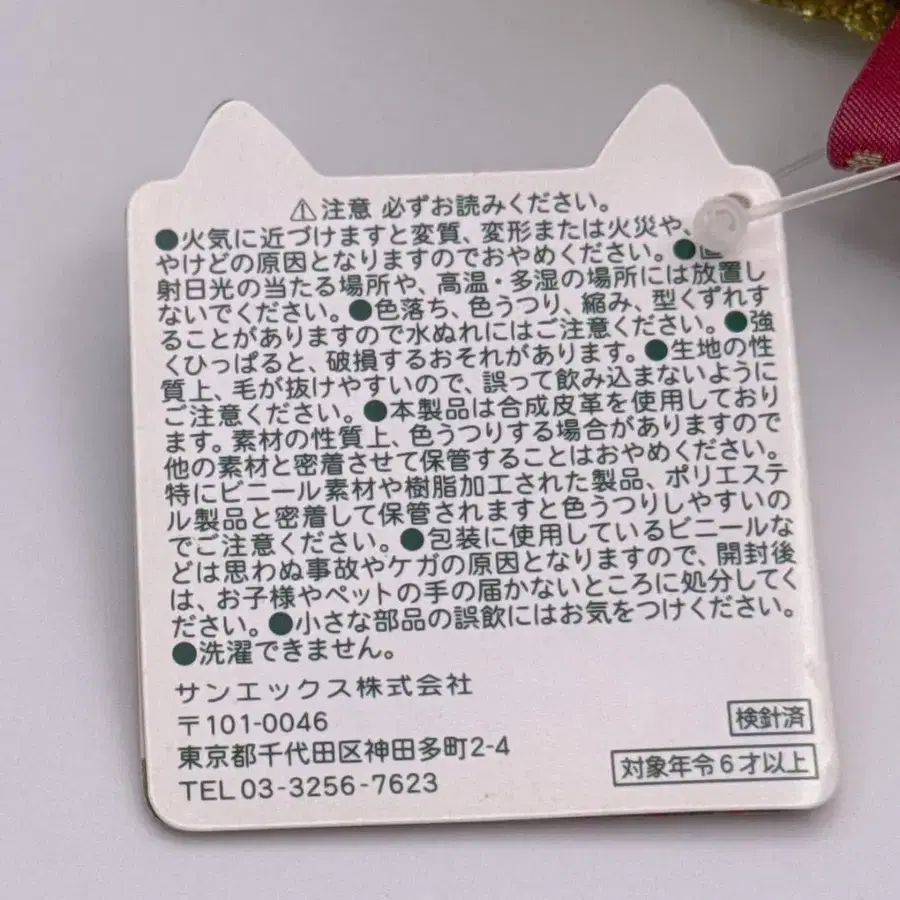 ⚠注意 必ずお読みください。
●火気に近づけますと変質、変形または火災や、
やけどの原因となりますのでおやめください。●
射日光の当たる場所や、高温・多湿の場所には放置し
ないでください。●色落ち、色うつり、縮み、型くずれす
ることがありますので水ぬれにはご注意ください。●強
くひっぱると、破損するおそれがあります。●生地の性
質上、毛が抜けやすいので、誤って飲み込まないように
ご注意ください。●本製品は合成皮革を使用しており
ます。素材の性質上、色うつりする場合がありますので
他の素材と密着させて保管することはおやめください。
特にビニール素材や樹脂加工された製品、ポリエステ
ル製品と密着して保管されますと色うつりしやすいの
でご注意ください。●包装に使用しているビニールな
どは思わぬ事故やケガの原因となりますので、開封後
は、お子様やペットの手の届かないところに処分してく
ださい。●小さな部品の誤飲にはお気をつけください。
●洗濯できません。
サンエックス株式会社
〒101-0046
東京都千代田区神田多町2-4
TEL 03-3256-7623
検針済
対象年令6才以上